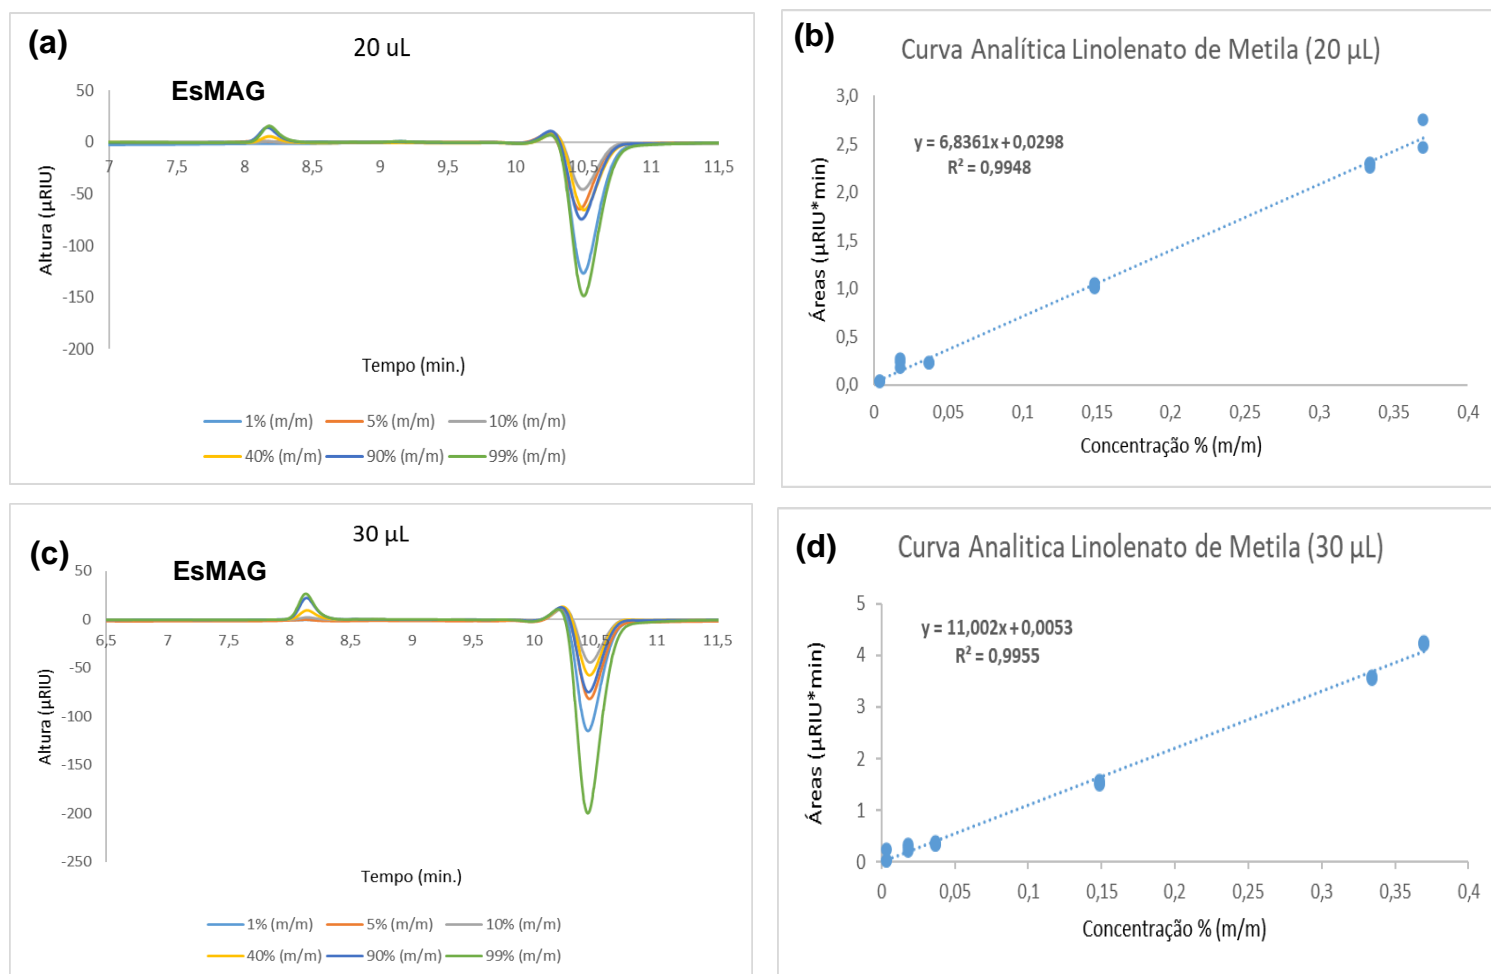 (a)
20 uL
EsMAG
50
0
-50
-100
-150
-200
7
7,5
8
8,5
9
9,5
10
10,5
11
11,5
Altura (µRIU)
Tempo (min.)
1% (m/m)
5% (m/m)
10% (m/m)
40% (m/m)
90% (m/m)
99% (m/m)
(b)
Curva Analítica Linolenato de Metila (20 µL)
y = 6,8361x + 0,0298
R² = 0,9948
3,0
2,5
2,0
1,5
1,0
0,5
0,0
0
0,05
0,1
0,15
0,2
0,25
0,3
0,35
0,4
Áreas (µRIU*min)
Concentração % (m/m)
(c)
30 µL
EsMAG
50
0
-50
-100
-150
-200
-250
6,5
7
7,5
8
8,5
9
9,5
10
10,5
11
11,5
Altura (µRIU)
Tempo (min.)
1% (m/m)
5% (m/m)
10% (m/m)
40% (m/m)
90% (m/m)
99% (m/m)
(d)
Curva Analitica Linolenato de Metila (30 µL)
y = 11,002x + 0,0053
R² = 0,9955
5
4
3
2
1
0
0
0,05
0,1
0,15
0,2
0,25
0,3
0,35
0,4
Áreas (µRIU*min)
Concentração % (m/m)